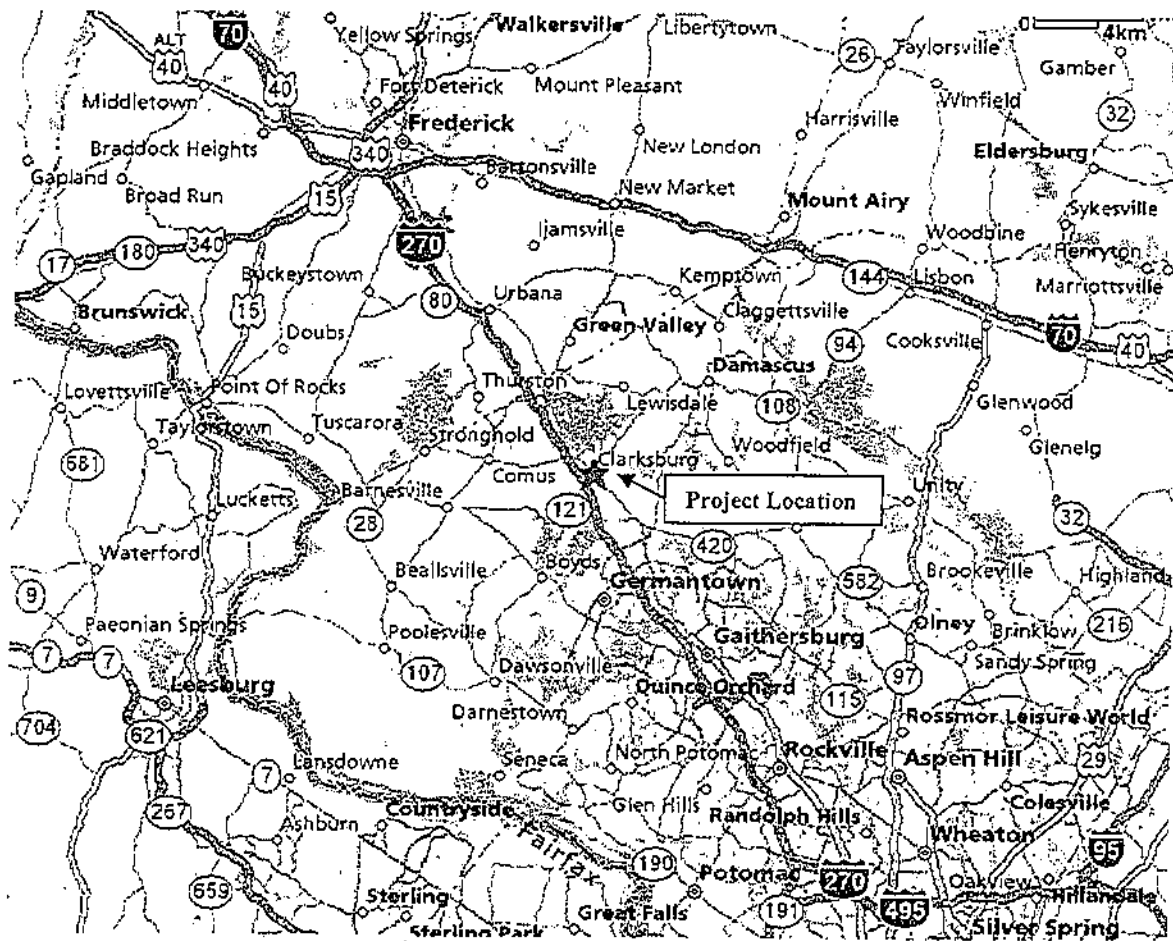 70
Yellow Springs
Walkersville
Libertytown
4km
ALT
40
26
Taylorsville
Gamber
Middletown
40
Fort Deterick
Mount Pleasant
Winfield
32
Frederick
Harrisville
Braddock Heights
340
New London
Eldersburg
Gapland
Broad Run
Bartonsville
New Market
Mount Airy
15
Sykesville
270
Ijamsville
Woodbine
17
180
340
Henryton
Buckeystown
80
Urbana
Kemptown
144
Lisbon
Marriottsville
Brunswick
15
Doubs
Green Valley
Claggettsville
94
Cooksville
70
40
Damascus
Lovettsville
Point Of Rocks
Thurston
Lewisdale
108
Glenwood
Taylorstown
Tuscarora
Stronghold
Woodfield
Glenelg
681
Clarksburg
Comus
Project Location
Unity
Lucketts
Barnesville
28
121
32
420
Waterford
Beallsville
Boyds
Germantown
582
Brookeville
Highland
9
Paeonian Springs
Poolesville
Gaithersburg
Olney
Brinklow
216
7
7
107
Dawsonville
Sandy Spring
Leesburg
Quince Orchard
115
97
704
621
Darnestown
Rossmor Leisure World
Lansdowne
Seneca
North Potomac
Rockville
Aspen Hill
29
7
267
Countryside
Glen Hills
Colesville
Ashburn
Fairfax
Randolph Hills
Wheaton
95
659
190
Potomac
270
Oakview
Hillandale
Sterling
Great Falls
191
495
Silver Spring
Sterling Park